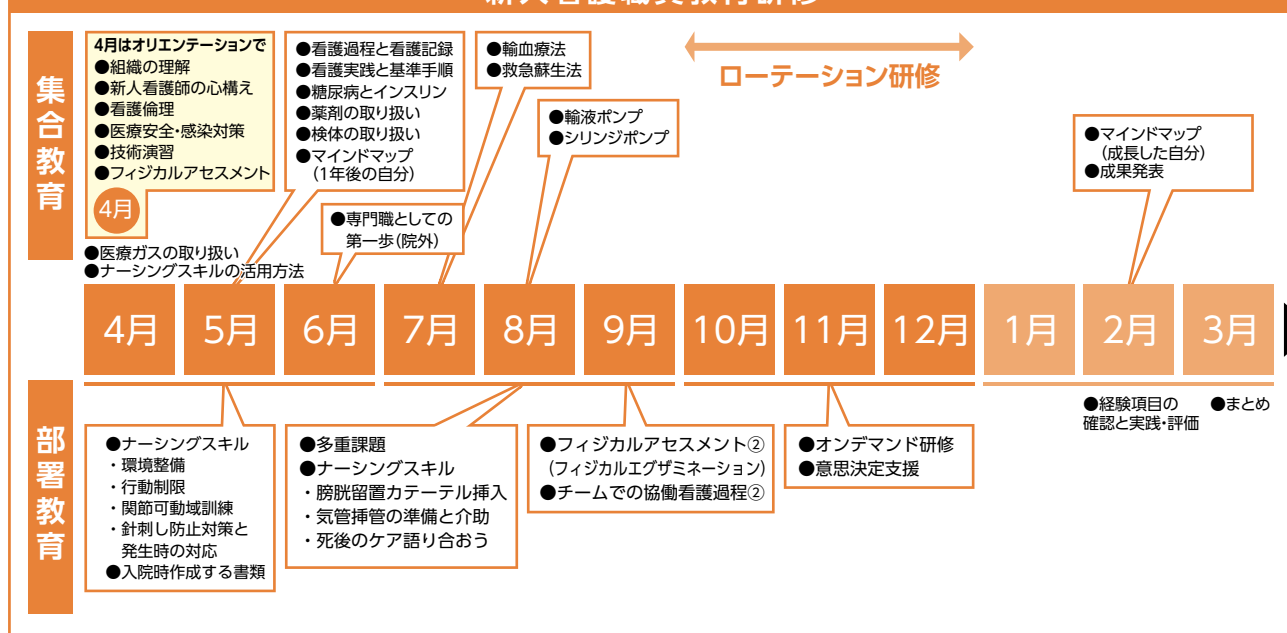 新人看護職員教育研修
集合教育
4月はオリエンテーションで
●組織の理解
●新人看護師の心構え
●看護倫理
●医療安全・感染対策
●技術演習
●フィジカルアセスメント
4月
●医療ガスの取り扱い
●ナーシングスキルの活用方法
●看護過程と看護記録
●看護実践と基準手順
●糖尿病とインスリン
●薬剤の取り扱い
●検体の取り扱い
●マインドマップ
(1年後の自分)
●専門職としての
第一歩(院外)
●輸血療法
●救急蘇生法
●輸液ポンプ
●シリンジポンプ
ローテーション研修
●マインドマップ
(成長した自分)
●成果発表
4月 5月 6月 7月 8月 9月 10月 11月 12月 1月 2月 3月
部署教育
●ナーシングスキル
・環境整備
・行動制限
・関節可動域訓練
・針刺し防止対策と
発生時の対応
●入院時作成する書類
●多重課題
●ナーシングスキル
・膀胱留置カテーテル挿入
・気管挿管の準備と介助
・死後のケア語り合おう
●フィジカルアセスメント②
(フィジカルエグザミネーション)
●チームでの協働看護過程②
●オンデマンド研修
●意思決定支援
●経験項目の
確認と実践・評価
●まとめ